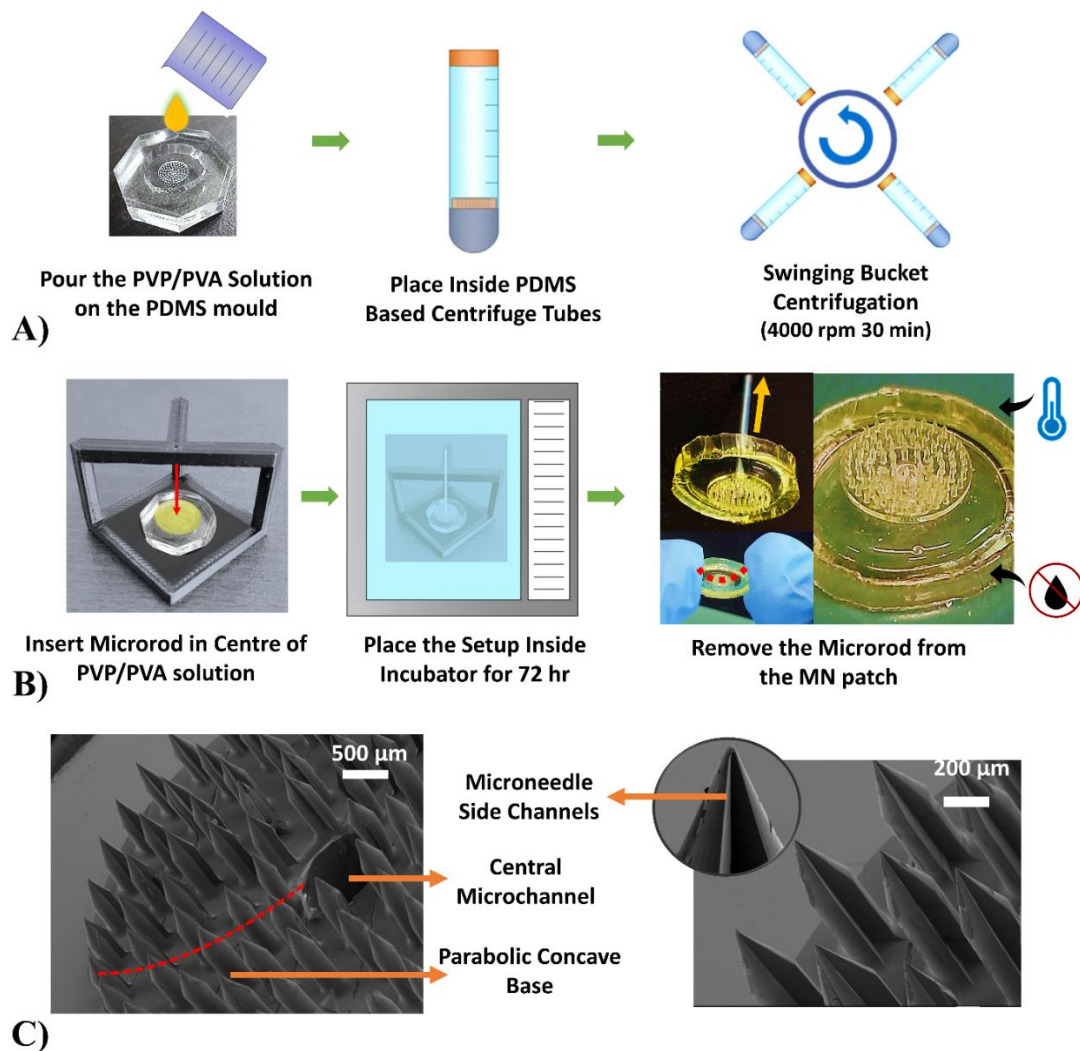 Pour the PVP/PVA Solution
on the PDMS mould
Place Inside PDMS
Based Centrifuge Tubes
Swinging Bucket
Centrifugation
(4000 rpm 30 min)
A)
Insert Microrod in Centre of
PVP/PVA solution
Place the Setup Inside
Incubator for 72 hr
Remove the Microrod from
the MN patch
B)
500 μm
Microneedle
Side Channels
Central
Microchannel
Parabolic Concave
Base
200 μm
C)